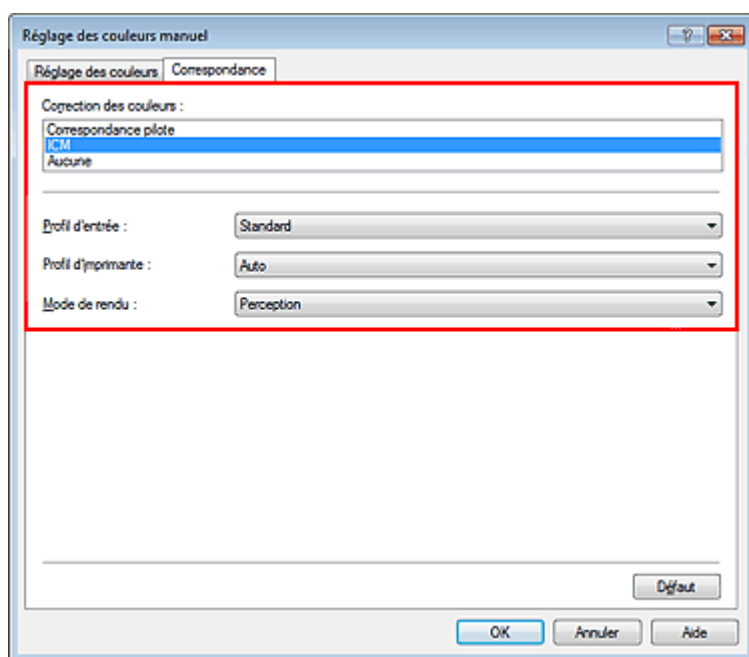 Réglage des couleurs manuel
Réglage des couleurs Correspondance
Correction des couleurs :
Correspondance pilote
ICM
Aucune
Profil d'entrée : Standard
Profil d'imprimante : Auto
Mode de rendu : Perception
Défaut
OK Annuler Aide